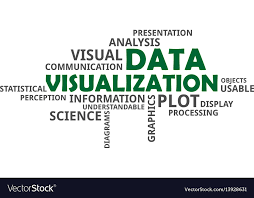 PRESENTATION
ANALYSIS
VISUAL DATA
COMMUNICATION
OBJECTS
VISUALIZATION
STATISTICAL
USABLE
PERCEPTION INFORMATION PLOT DISPLAY
UNDERSTANDABLE
SCIENCE
PROCESSING
DIAGRAMS
GRAPHICS
VectorStock®
VectorStock.com/13928631